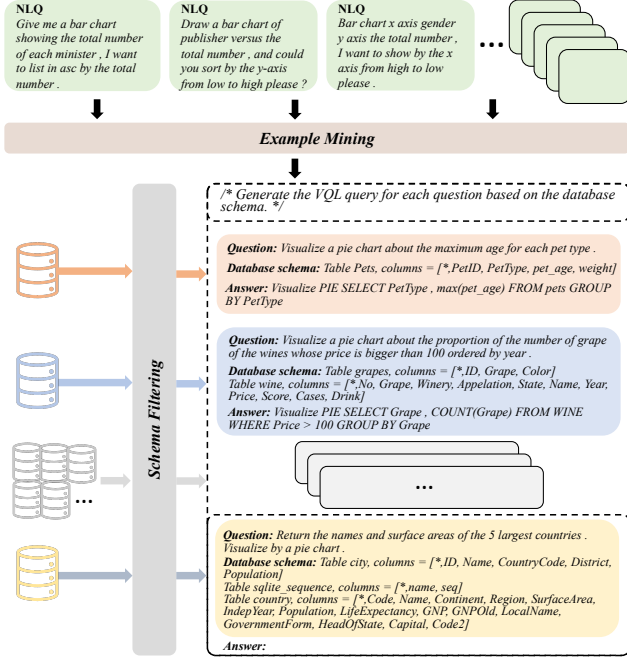 NLQ
Give me a bar chart
showing the total number
of each minister , I want
to list in asc by the total
number .
NLQ
Draw a bar chart of
publisher versus the
total number , and could
you sort by the y-axis
from low to high please ?
NLQ
Bar chart x axis gender
y axis the total number ,
I want to show by the x
axis from high to low
please .
...
Example Mining
Schema Filtering
/* Generate the VQL query for each question based on the database
schema. */
Question: Visualize a pie chart about the maximum age for each pet type .
Database schema: Table Pets, columns = [*,PetID, PetType, pet_age, weight]
Answer: Visualize PIE SELECT PetType , max(pet_age) FROM pets GROUP
BY PetType
Question: Visualize a pie chart about the proportion of the number of grape
of the wines whose price is bigger than 100 ordered by year .
Database schema: Table grapes, columns = [*,ID, Grape, Color]
Table wine, columns = [*,No, Grape, Winery, Appelation, State, Name, Year,
Price, Score, Cases, Drink]
Answer: Visualize PIE SELECT Grape , COUNT(Grape) FROM WINE
WHERE Price > 100 GROUP BY Grape
...
...
Question: Return the names and surface areas of the 5 largest countries .
Visualize by a pie chart .
Database schema: Table city, columns = [*,ID, Name, CountryCode, District,
Population]
Table sqlite_sequence, columns = [*,name, seq]
Table country, columns = [*,Code, Name, Continent, Region, SurfaceArea,
IndepYear, Population, LifeExpectancy, GNP, GNPOld, LocalName,
GovernmentForm, HeadOfState, Capital, Code2]
Answer: